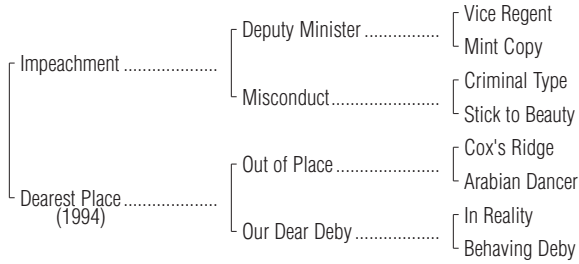 Vice Regent
Deputy Minister ................
Mint Copy
Impeachment ....................
Criminal Type
Misconduct.......................
Stick to Beauty
Cox's Ridge
Out of Place ......................
Arabian Dancer
Dearest Place ....................
(1994)
In Reality
Our Dear Deby ..................
Behaving Deby